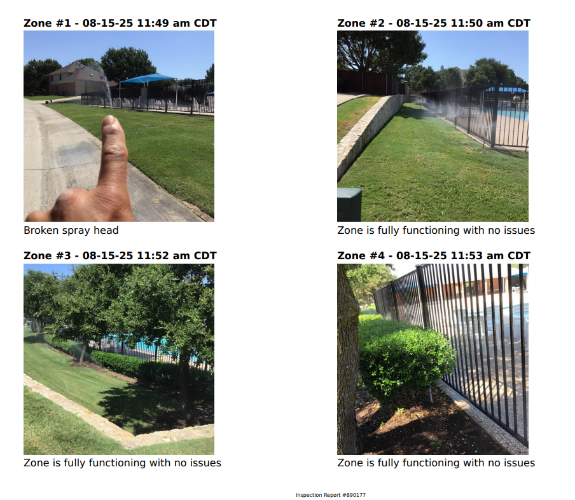 Zone #1 - 08-15-25 11:49 am CDT
Zone #2 - 08-15-25 11:50 am CDT
Broken spray head
Zone is fully functioning with no issues
Zone #3 - 08-15-25 11:52 am CDT
Zone #4 - 08-15-25 11:53 am CDT
Zone is fully functioning with no issues
Zone is fully functioning with no issues
Inspection Report #890177